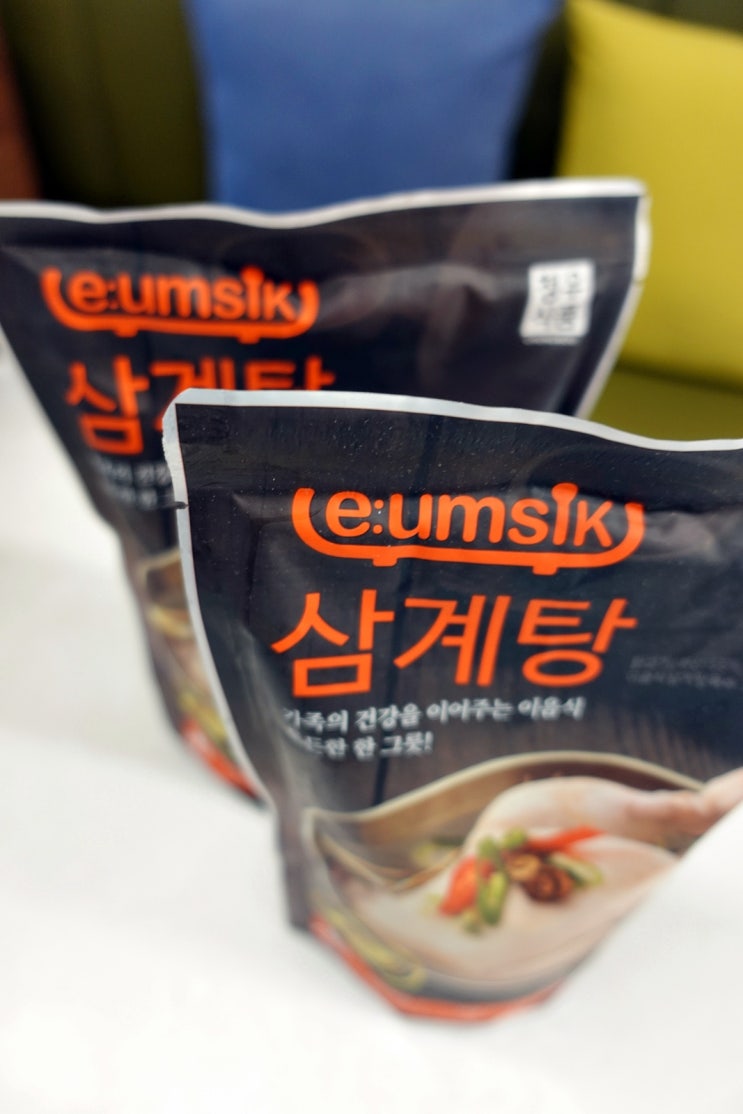 e:umsik
삼계탕
e:umsik
삼계탕
가족의 건강을 이어주는 이음식
든든한 한 그릇!